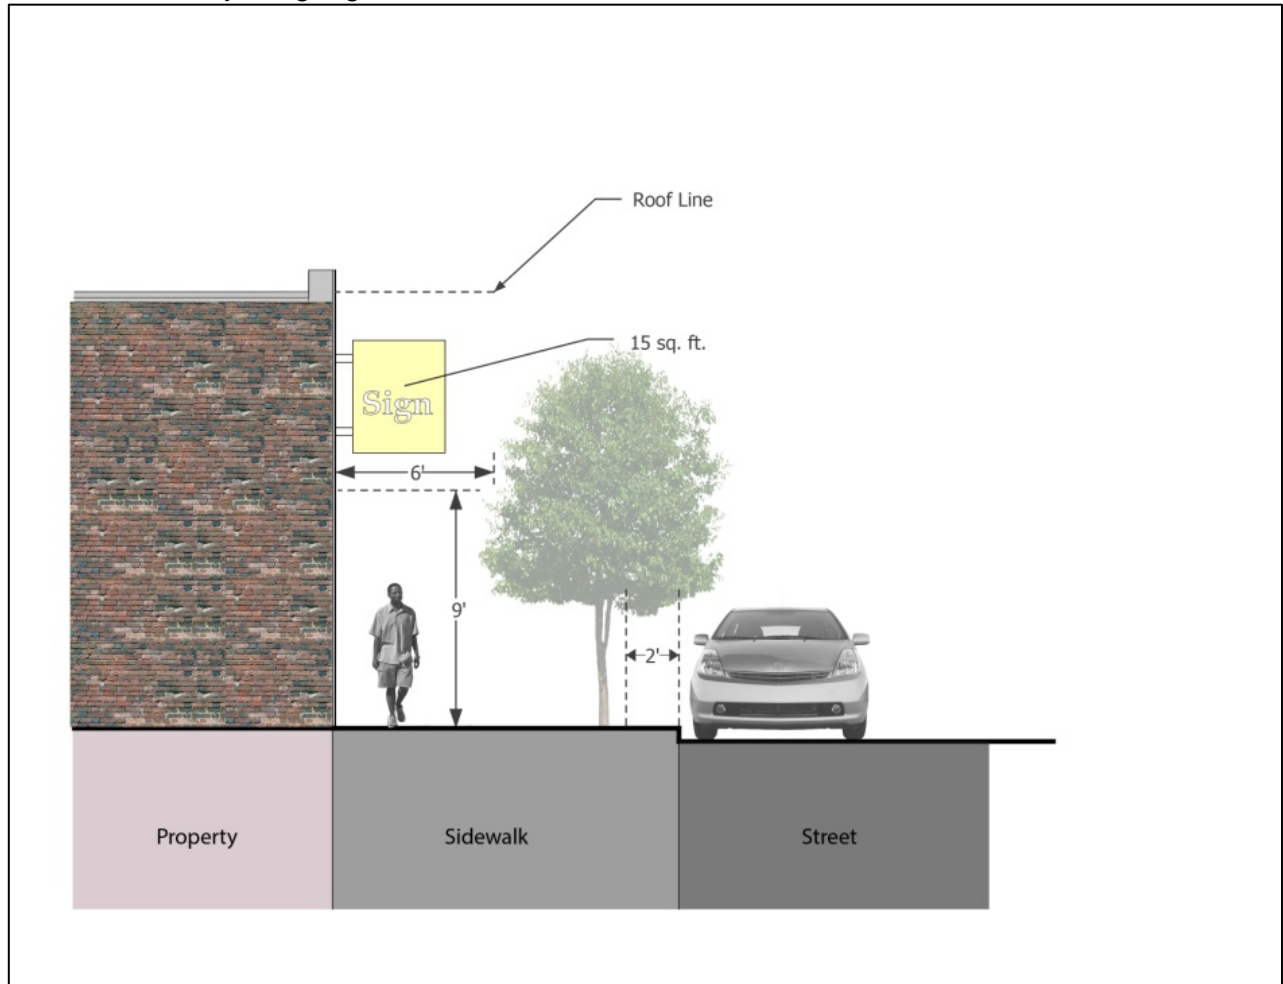 Roof Line
15 sq. ft.
Sign
6'
9'
2'
Property
Sidewalk
Street